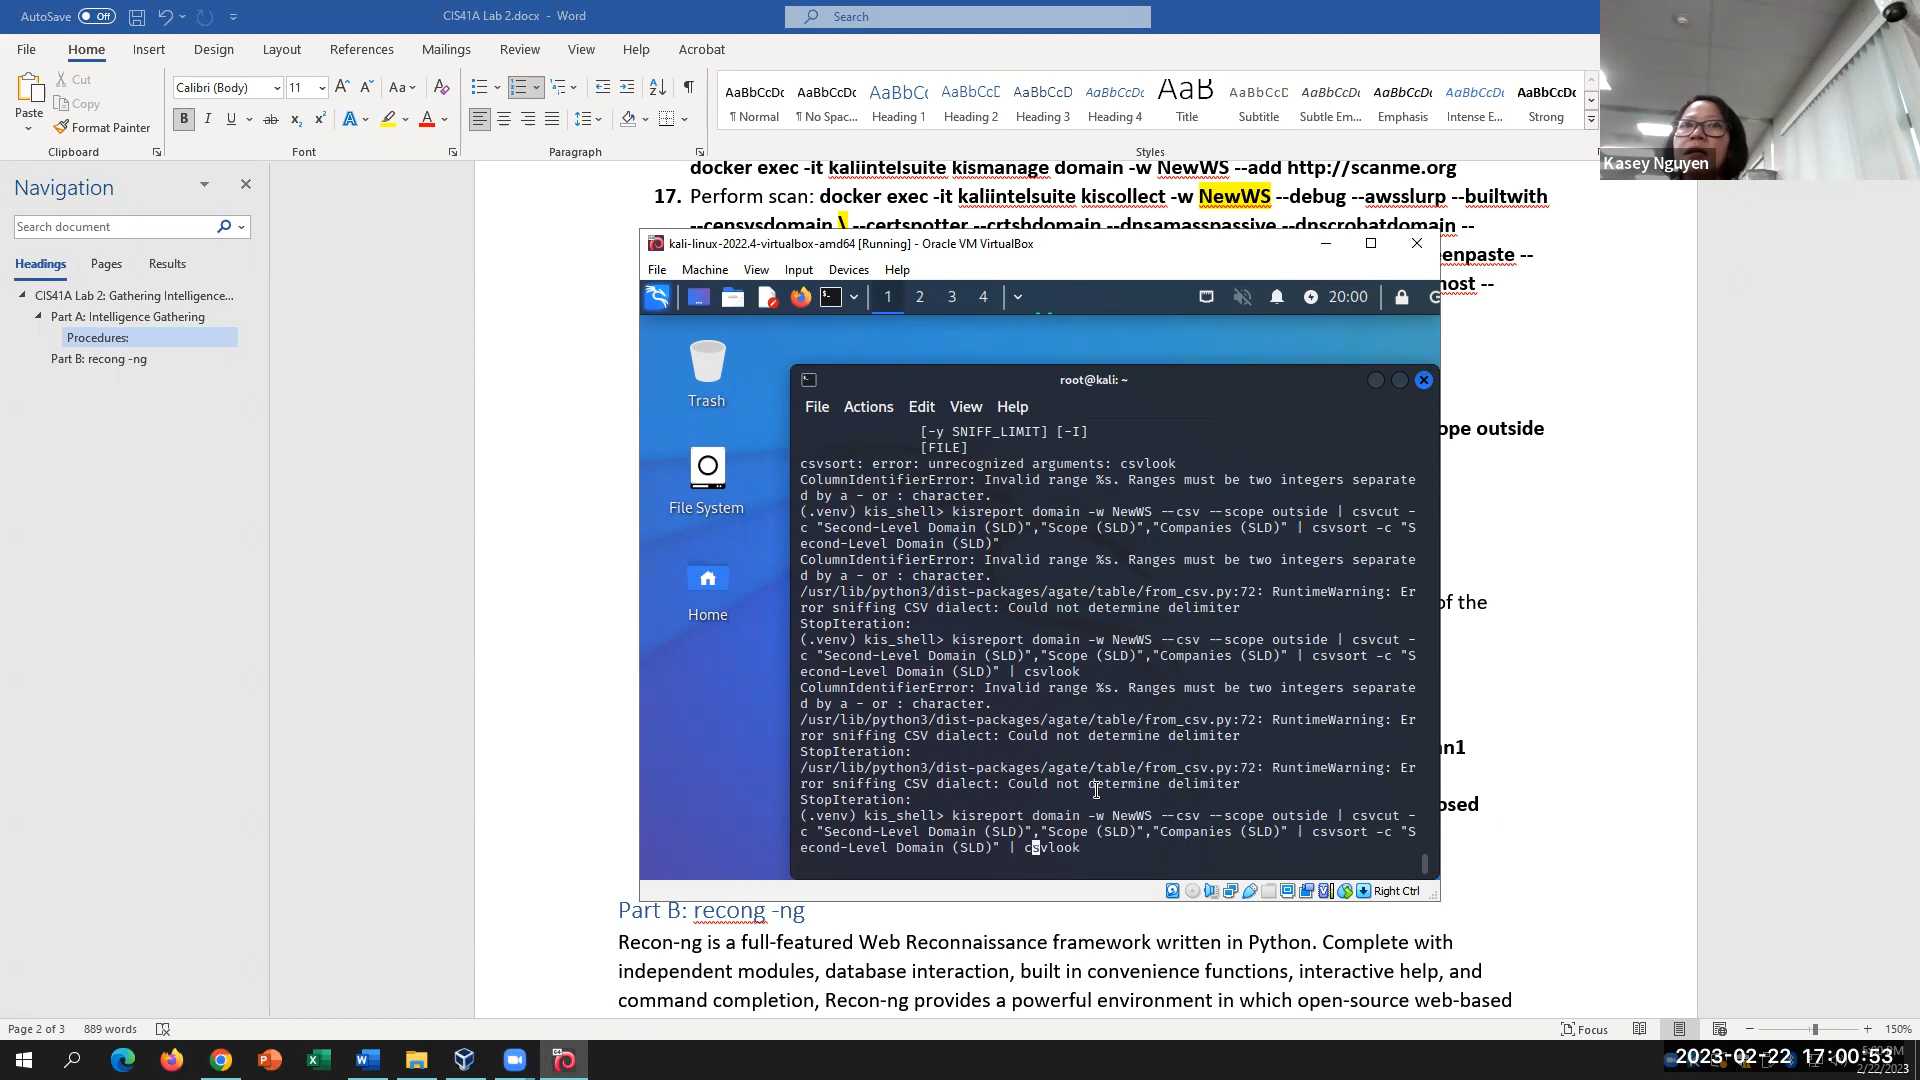 AutoSave Off
CIS41A Lab 2.docx - Word
Search
File Home Insert Design Layout References Mailings Review View Help Acrobat
Paste
Cut
Copy
Format Painter
Clipboard
Calibri (Body) 11
Font
Paragraph
AaBbCcDc AaBbCcDc AaBbCc AaBbCcD AaBbCcD AaBbCcDc AaB AaBbCcD AaBbCcDc AaBbCcDc AaBbCcDc AaBbCcDc
¶ Normal ¶ No Spac... Heading 1 Heading 2 Heading 3 Heading 4 Title Subtitle Subtle Em... Emphasis Intense E... Strong
Styles
Kasey Nguyen
Navigation
Search document
Headings Pages Results
CIS41A Lab 2: Gathering Intelligence...
Part A: Intelligence Gathering
Procedures:
Part B: recong -ng
docker exec -it kaliintelsuite kismanage domain -w NewWS --add http://scanme.org
17. Perform scan: docker exec -it kaliintelsuite kiscollect -w NewWS --debug --awsslurp --builtwith
--censysdomain \ --certspotter --crtshdomain --dnsamasspassive --dnscrobatdomain --
enpaste --
ost --
ope outside
of the
n1
osed
kali-linux-2022.4-virtualbox-amd64 [Running] - Oracle VM VirtualBox
File Machine View Input Devices Help
1 2 3 4
20:00
Trash
File System
Home
root@kali: ~
File Actions Edit View Help
[-y SNIFF_LIMIT] [-I]
[FILE]
csvsort: error: unrecognized arguments: csvlook
ColumnIdentifierError: Invalid range %s. Ranges must be two integers separate
d by a - or : character.
(.venv) kis_shell> kisreport domain -w NewWS --csv --scope outside | csvcut -
c "Second-Level Domain (SLD)","Scope (SLD)","Companies (SLD)" | csvsort -c "S
econd-Level Domain (SLD)"
ColumnIdentifierError: Invalid range %s. Ranges must be two integers separate
d by a - or : character.
/usr/lib/python3/dist-packages/agate/table/from_csv.py:72: RuntimeWarning: Er
ror sniffing CSV dialect: Could not determine delimiter
StopIteration:
(.venv) kis_shell> kisreport domain -w NewWS --csv --scope outside | csvcut -
c "Second-Level Domain (SLD)","Scope (SLD)","Companies (SLD)" | csvsort -c "S
econd-Level Domain (SLD)" | csvlook
ColumnIdentifierError: Invalid range %s. Ranges must be two integers separate
d by a - or : character.
/usr/lib/python3/dist-packages/agate/table/from_csv.py:72: RuntimeWarning: Er
ror sniffing CSV dialect: Could not determine delimiter
StopIteration:
/usr/lib/python3/dist-packages/agate/table/from_csv.py:72: RuntimeWarning: Er
ror sniffing CSV dialect: Could not determine delimiter
StopIteration:
(.venv) kis_shell> kisreport domain -w NewWS --csv --scope outside | csvcut -
c "Second-Level Domain (SLD)","Scope (SLD)","Companies (SLD)" | csvsort -c "S
econd-Level Domain (SLD)" | csvlook
Right Ctrl
Part B: recong -ng
Recon-ng is a full-featured Web Reconnaissance framework written in Python. Complete with
independent modules, database interaction, built in convenience functions, interactive help, and
command completion, Recon-ng provides a powerful environment in which open-source web-based
Page 2 of 3 889 words
Focus
150%
2023-02-22 17:00:53
2/22/2023